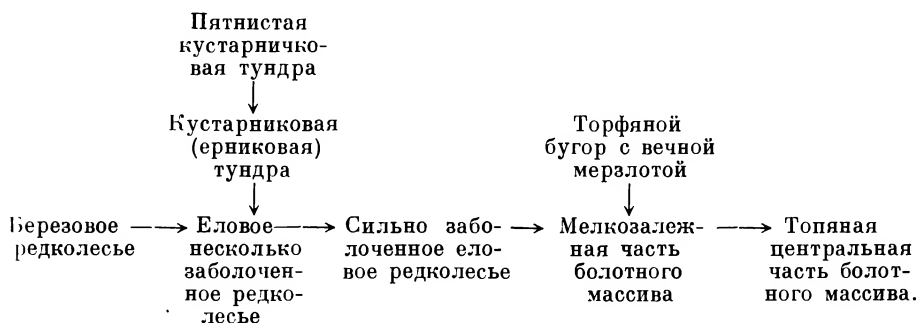 Пятнистая
кустарничко-
вая тундра
Кустарниковая
(ерниковая)
тундра
Торфяной
бугор с вечной
мерзлотой
Березовое
редколесье
Еловое
несколько
заболочен-
ное редко-
лесье
Сильно забо-
лоченное ело-
вое редколесье
Мелкозалеж-
ная часть
болотного
массива
Топяная
центральная
часть болот-
ного массива.